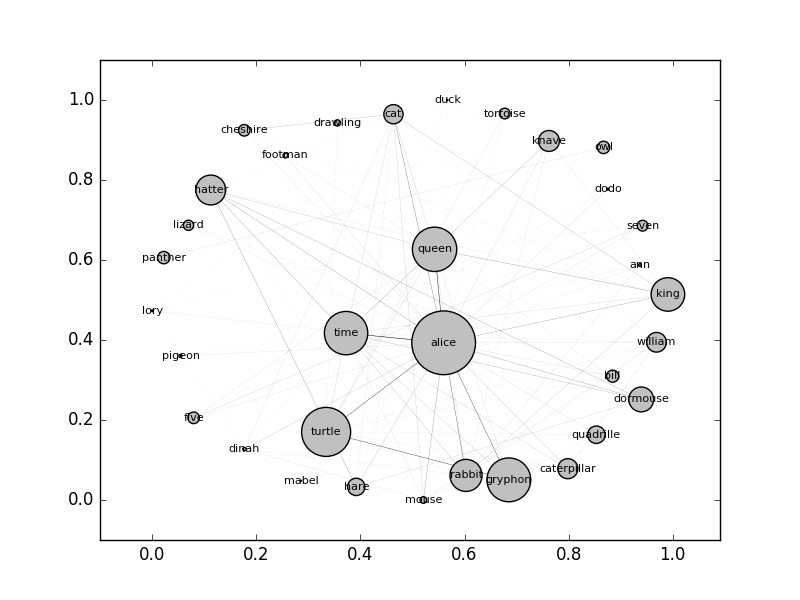 duck
1.0
cat
tortoise
drawling
cheshire
knave
owl
footman
0.8
hatter
dodo
lizard
seven
queen
panther
0.6
ann
king
lory
time
alice
william
0.4
pigeon
bill
dormouse
five
turtle
quadrille
0.2
dinah
caterpillar
rabbit
gryphon
mabel
hare
mouse
0.0
0.0 0.2 0.4 0.6 0.8 1.0